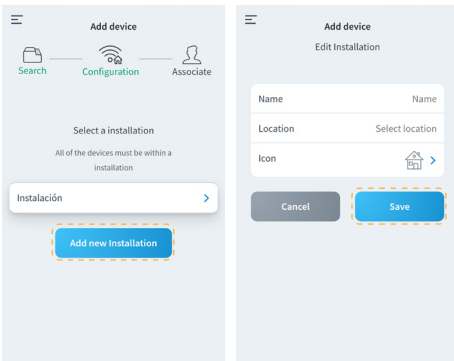 Add device
Search
Configuration
Associate
Select a installation
All of the devices must be within a
installation
Instalación
Add new Installation
Add device
Edit Installation
Name
Name
Location
Select location
Icon
Cancel
Save